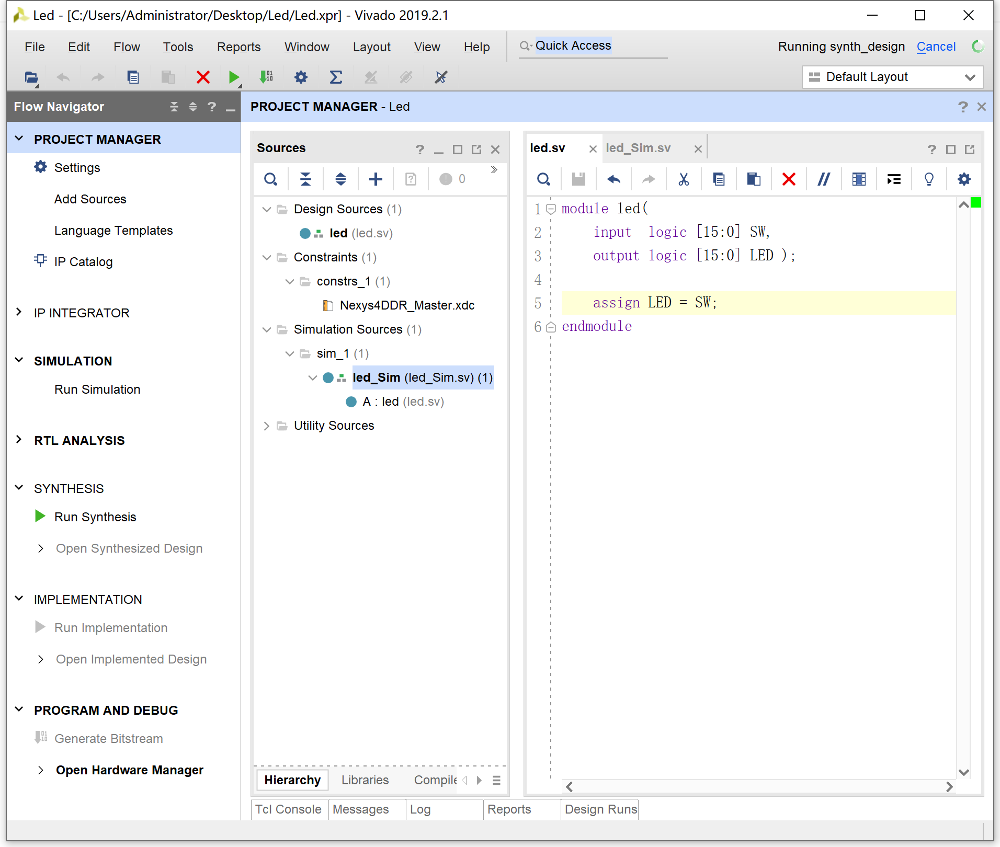 Led - [C:/Users/Administrator/Desktop/Led/Led.xpr] - Vivado 2019.2.1
File Edit Flow Tools Reports Window Layout View Help Quick Access Running synth_design Cancel
Default Layout
Flow Navigator
PROJECT MANAGER
Settings
Add Sources
Language Templates
IP Catalog
IP INTEGRATOR
SIMULATION
Run Simulation
RTL ANALYSIS
SYNTHESIS
Run Synthesis
Open Synthesized Design
IMPLEMENTATION
Run Implementation
Open Implemented Design
PROGRAM AND DEBUG
Generate Bitstream
Open Hardware Manager
PROJECT MANAGER - Led
Sources
0
Design Sources (1)
led (led.sv)
Constraints (1)
constrs_1 (1)
Nexys4DDR_Master.xdc
Simulation Sources (1)
sim_1 (1)
led_Sim (led_Sim.sv) (1)
A : led (led.sv)
Utility Sources
Hierarchy Libraries Compile
led.sv led_Sim.sv
1 module led(
2 input logic [15:0] SW,
3 output logic [15:0] LED );
4
5 assign LED = SW;
6 endmodule
Tcl Console Messages Log Reports Design Runs